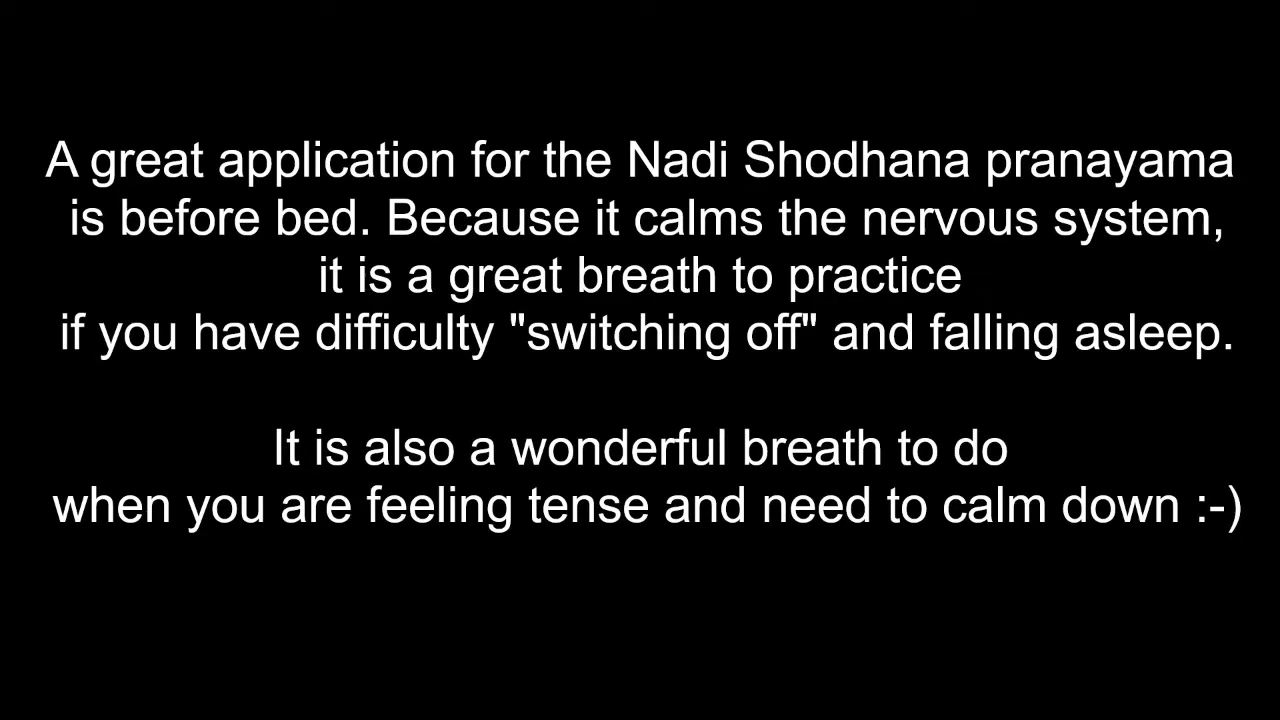 A great application for the Nadi Shodhana pranayama
is before bed. Because it calms the nervous system,
it is a great breath to practice
if you have difficulty "switching off" and falling asleep.
It is also a wonderful breath to do
when you are feeling tense and need to calm down :-)